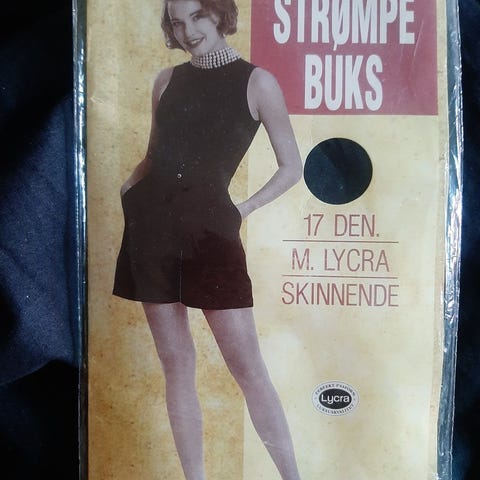 STRØMPE
BUKS
17 DEN.
M. LYCRA
SKINNENDE
Lycra